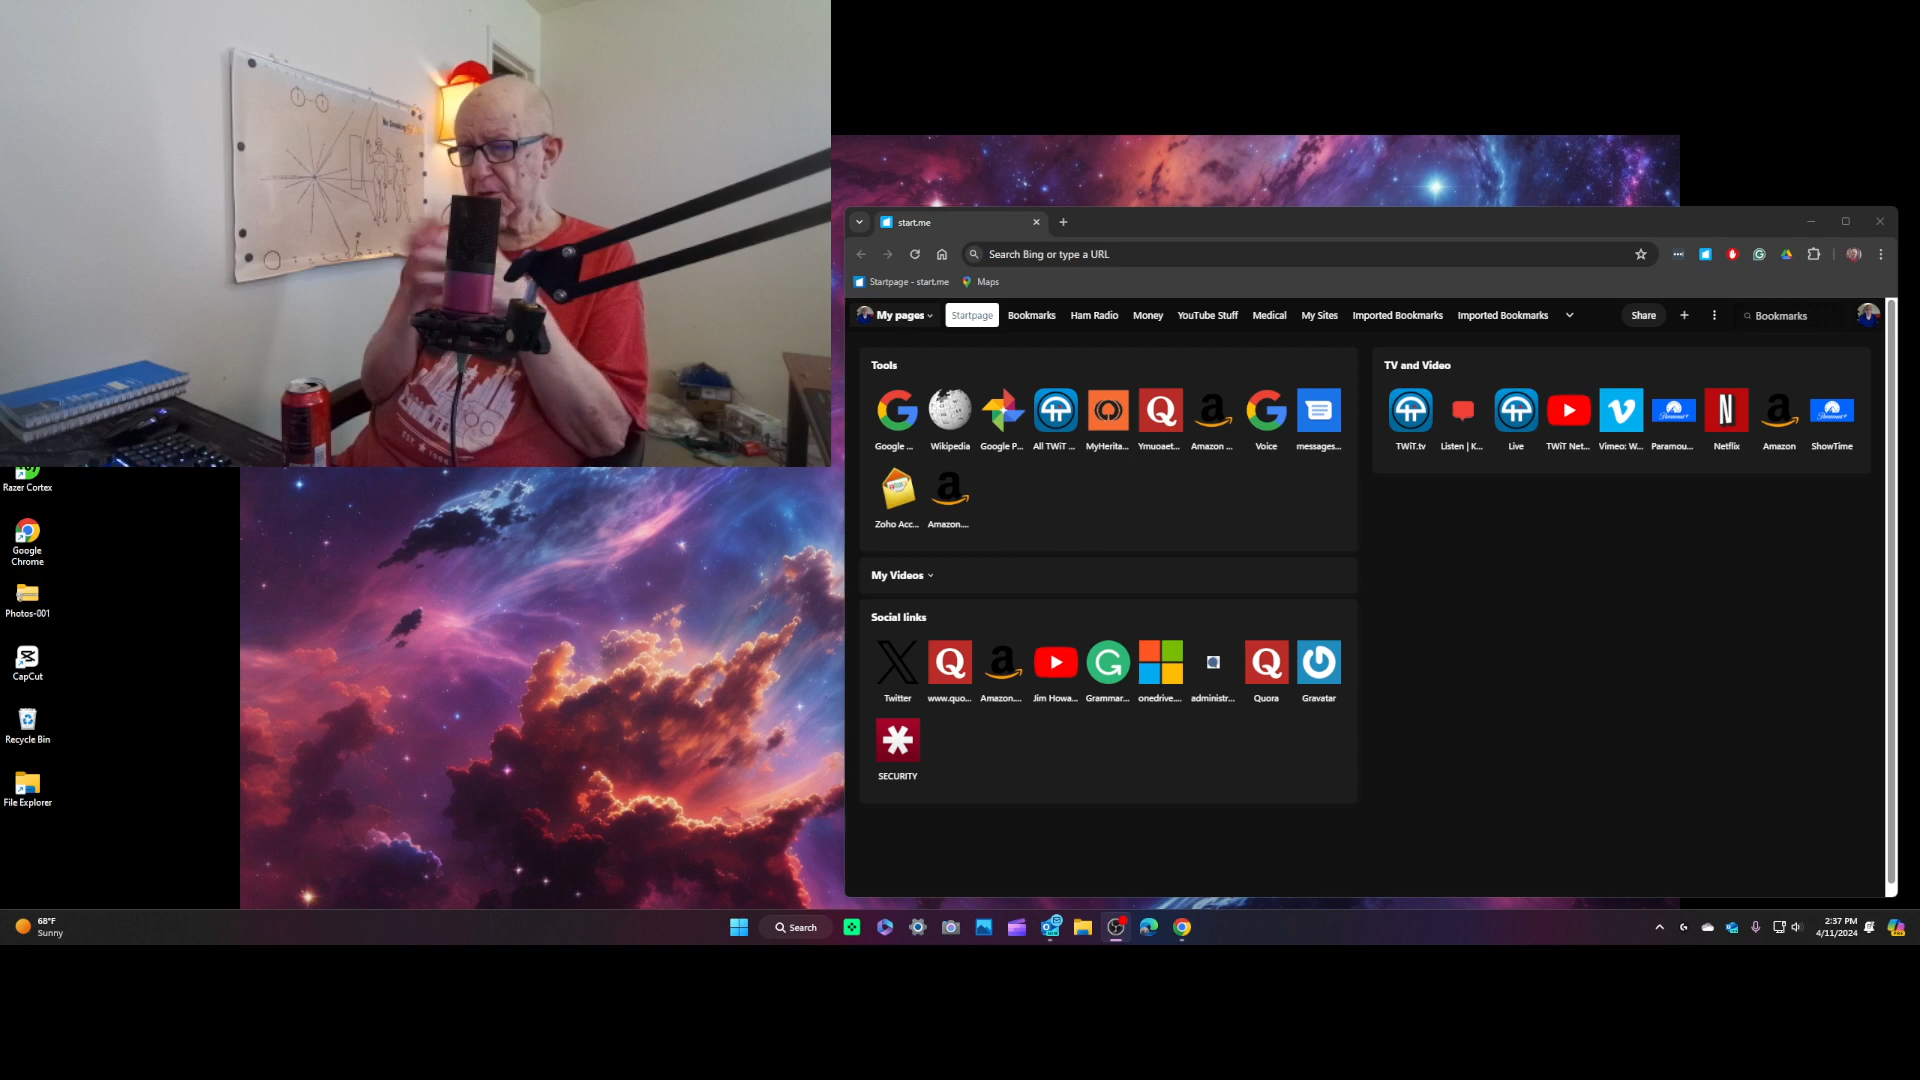 No Smoking
EST. 1998
start.me
Search Bing or type a URL
Startpage - start.me
Maps
My pages
Startpage
Bookmarks
Ham Radio
Money
YouTube Stuff
Medical
My Sites
Imported Bookmarks
Imported Bookmarks
Share
Bookmarks
Tools
Google ...
Wikipedia
Google P...
All TWiT ...
MyHerita...
Ymuoaet...
Amazon ...
Voice
messages...
Zoho Acc...
Amazon....
TV and Video
TWiT.tv
Listen | K...
Live
TWiT Net...
Vimeo: W...
Paramou...
Netflix
Amazon
ShowTime
My Videos
Social links
Twitter
www.quo...
Amazon....
Jim Howa...
Grammar...
onedrive....
administr...
Quora
Gravatar
SECURITY
Razer Cortex
Google
Chrome
Photos-001
CapCut
Recycle Bin
File Explorer
68°F
Sunny
Search
2:37 PM
4/11/2024